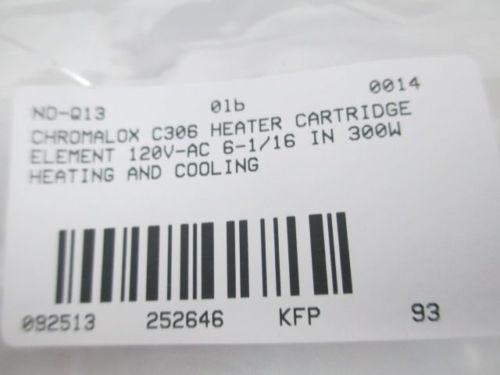 ND-Q13 01b 0014
CHROMALOX C306 HEATER CARTRIDGE
ELEMENT 120V-AC 6-1/16 IN 300W
HEATING AND COOLING
092513 252646 KFP 93